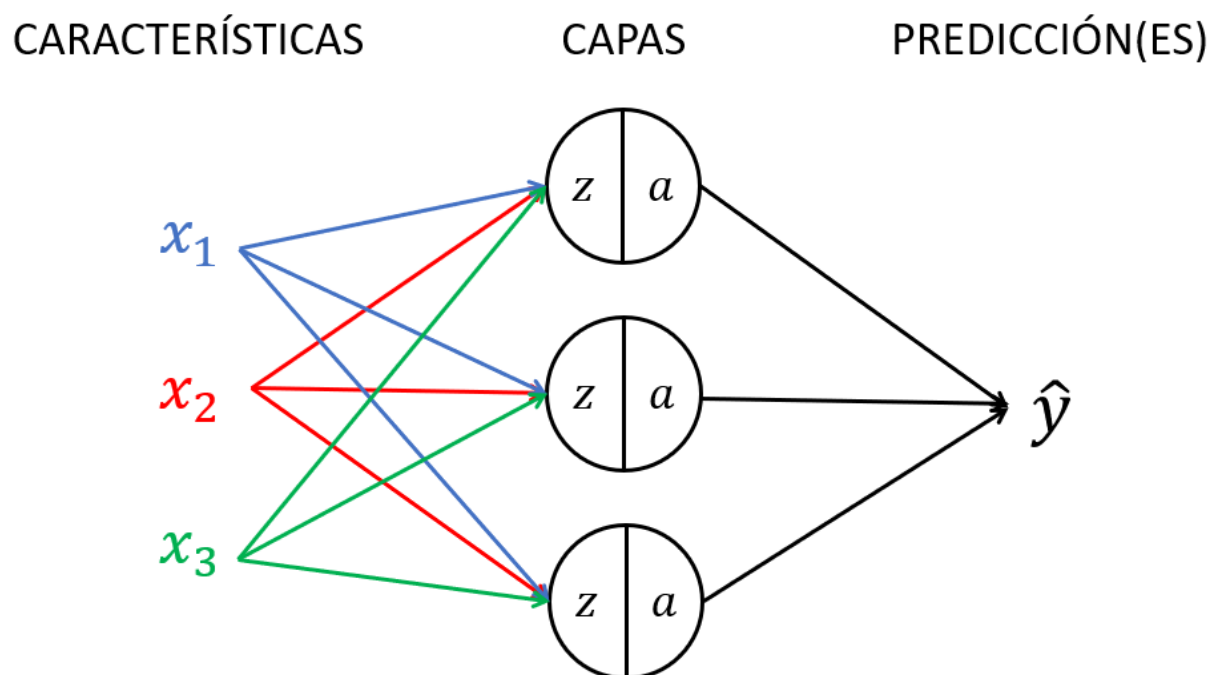 CARACTERÍSTICAS CAPAS PREDICCIÓN(ES)
z a
x₁
x₂ z a ŷ
x₃
z a